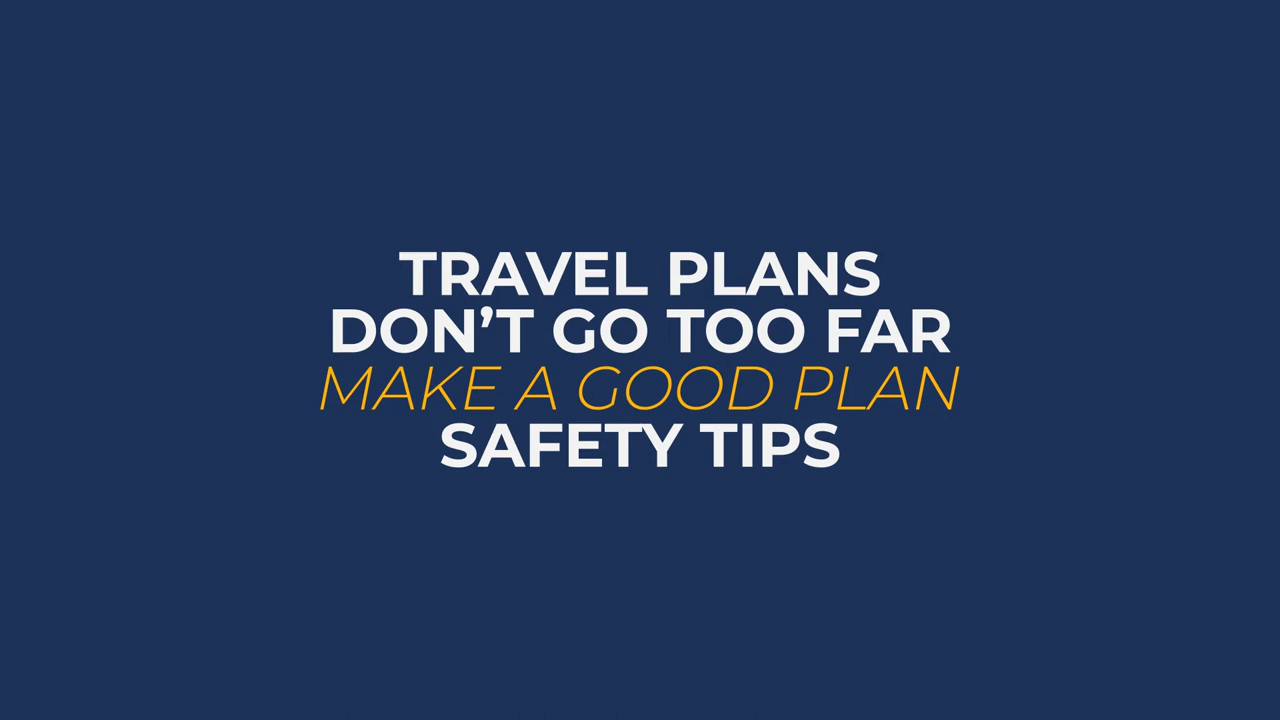 TRAVEL PLANS
DON’T GO TOO FAR
MAKE A GOOD PLAN
SAFETY TIPS